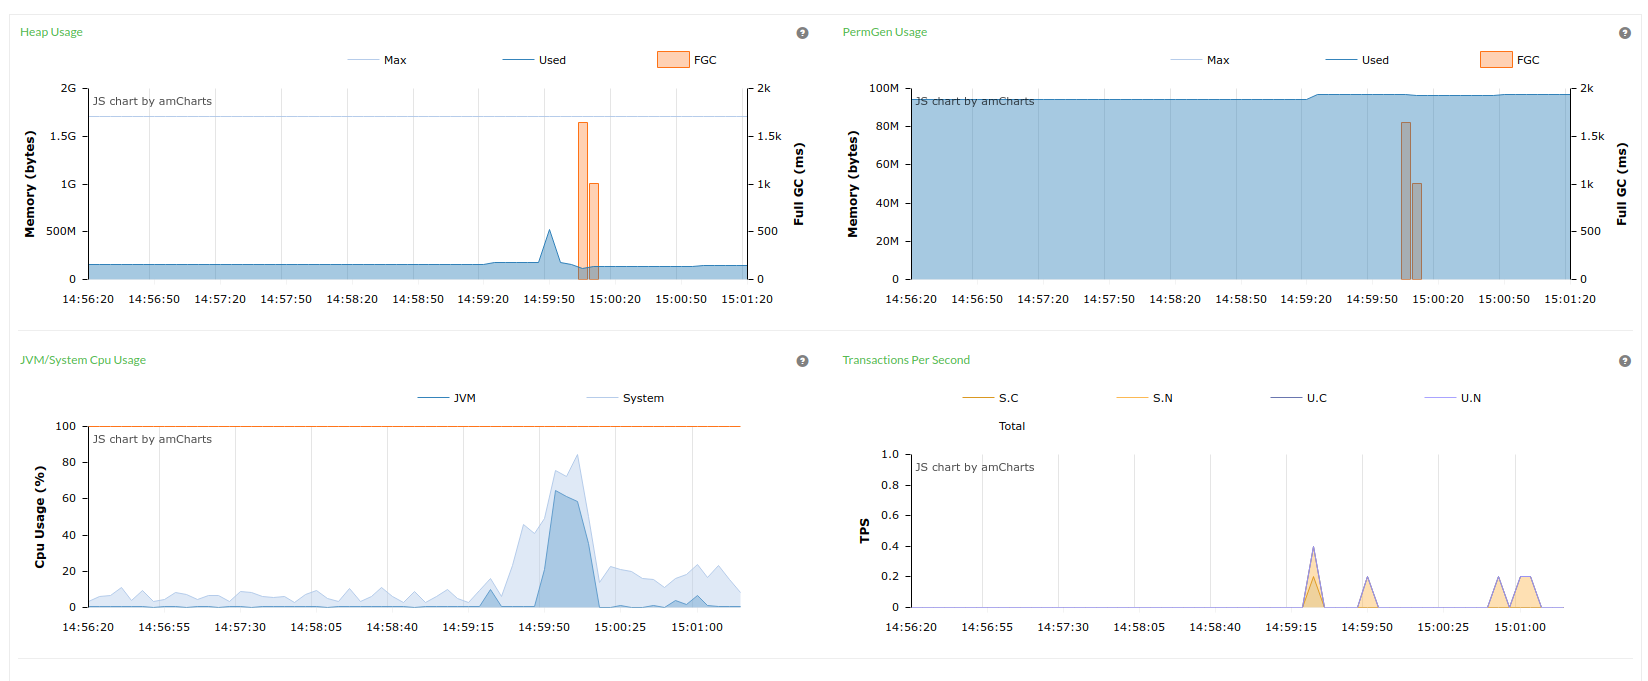 Heap Usage
?
Max Used FGC
2G
1.5G
1G
500M
0
Memory (bytes)
JS chart by amCharts
2k
1.5k
1k
500
0
Full GC (ms)
14:56:20 14:56:50 14:57:20 14:57:50 14:58:20 14:58:50 14:59:20 14:59:50 15:00:20 15:00:50 15:01:20
PermGen Usage
?
Max Used FGC
100M
80M
60M
40M
20M
0
Memory (bytes)
JS chart by amCharts
2k
1.5k
1k
500
0
Full GC (ms)
14:56:20 14:56:50 14:57:20 14:57:50 14:58:20 14:58:50 14:59:20 14:59:50 15:00:20 15:00:50 15:01:20
JVM/System Cpu Usage
?
JVM System
100
80
60
40
20
0
Cpu Usage (%)
JS chart by amCharts
14:56:20 14:56:55 14:57:30 14:58:05 14:58:40 14:59:15 14:59:50 15:00:25 15:01:00
Transactions Per Second
?
S.C S.N U.C U.N
Total
1.0
0.8
0.6
0.4
0.2
0
TPS
JS chart by amCharts
14:56:20 14:56:55 14:57:30 14:58:05 14:58:40 14:59:15 14:59:50 15:00:25 15:01:00